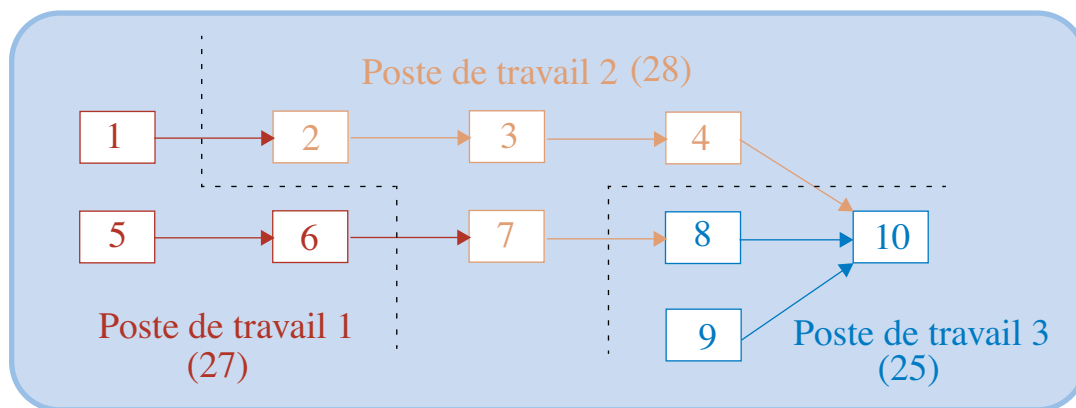 Poste de travail 2 (28)
1 2 3 4
5 6 7 8 10
Poste de travail 1
(27)
9
Poste de travail 3
(25)